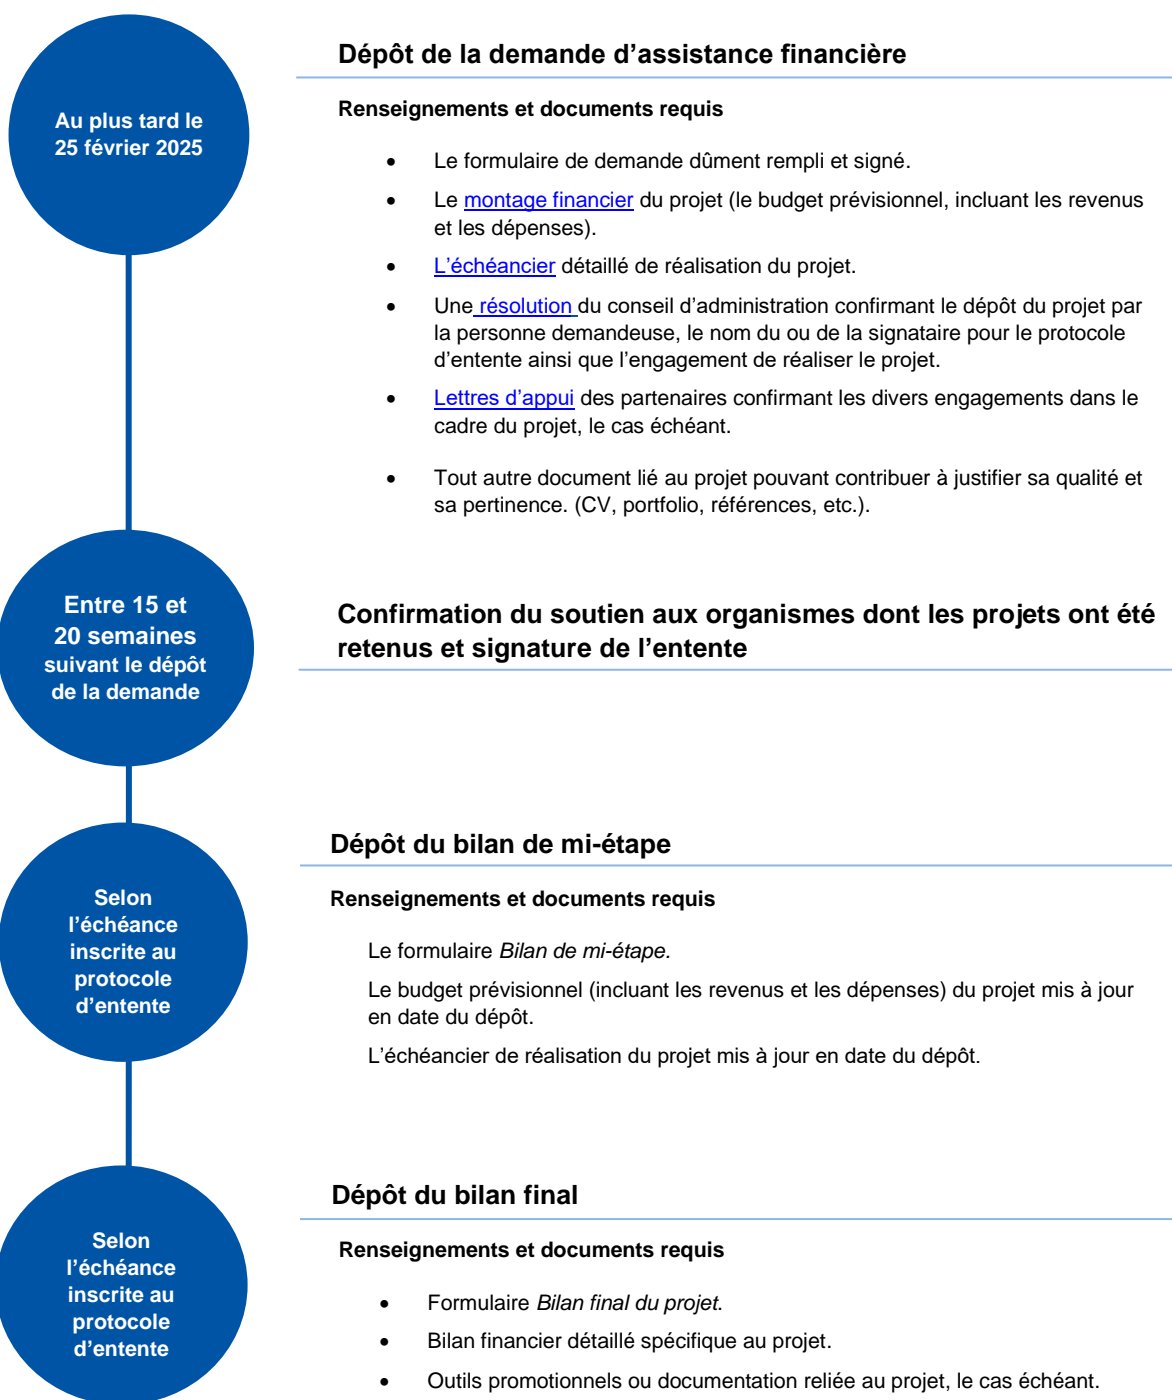 Au plus tard le
25 février 2025
Dépôt de la demande d’assistance financière
Renseignements et documents requis
• Le formulaire de demande dûment rempli et signé.
• Le montage financier du projet (le budget prévisionnel, incluant les revenus
et les dépenses).
• L’échéancier détaillé de réalisation du projet.
• Une résolution du conseil d’administration confirmant le dépôt du projet par
la personne demandeuse, le nom du ou de la signataire pour le protocole
d’entente ainsi que l’engagement de réaliser le projet.
• Lettres d’appui des partenaires confirmant les divers engagements dans le
cadre du projet, le cas échéant.
• Tout autre document lié au projet pouvant contribuer à justifier sa qualité et
sa pertinence. (CV, portfolio, références, etc.).
Entre 15 et
20 semaines
suivant le dépôt
de la demande
Confirmation du soutien aux organismes dont les projets ont été
retenus et signature de l’entente
Selon
l’échéance
inscrite au
protocole
d’entente
Dépôt du bilan de mi-étape
Renseignements et documents requis
Le formulaire Bilan de mi-étape.
Le budget prévisionnel (incluant les revenus et les dépenses) du projet mis à jour
en date du dépôt.
L’échéancier de réalisation du projet mis à jour en date du dépôt.
Selon
l’échéance
inscrite au
protocole
d’entente
Dépôt du bilan final
Renseignements et documents requis
• Formulaire Bilan final du projet.
• Bilan financier détaillé spécifique au projet.
• Outils promotionnels ou documentation reliée au projet, le cas échéant.